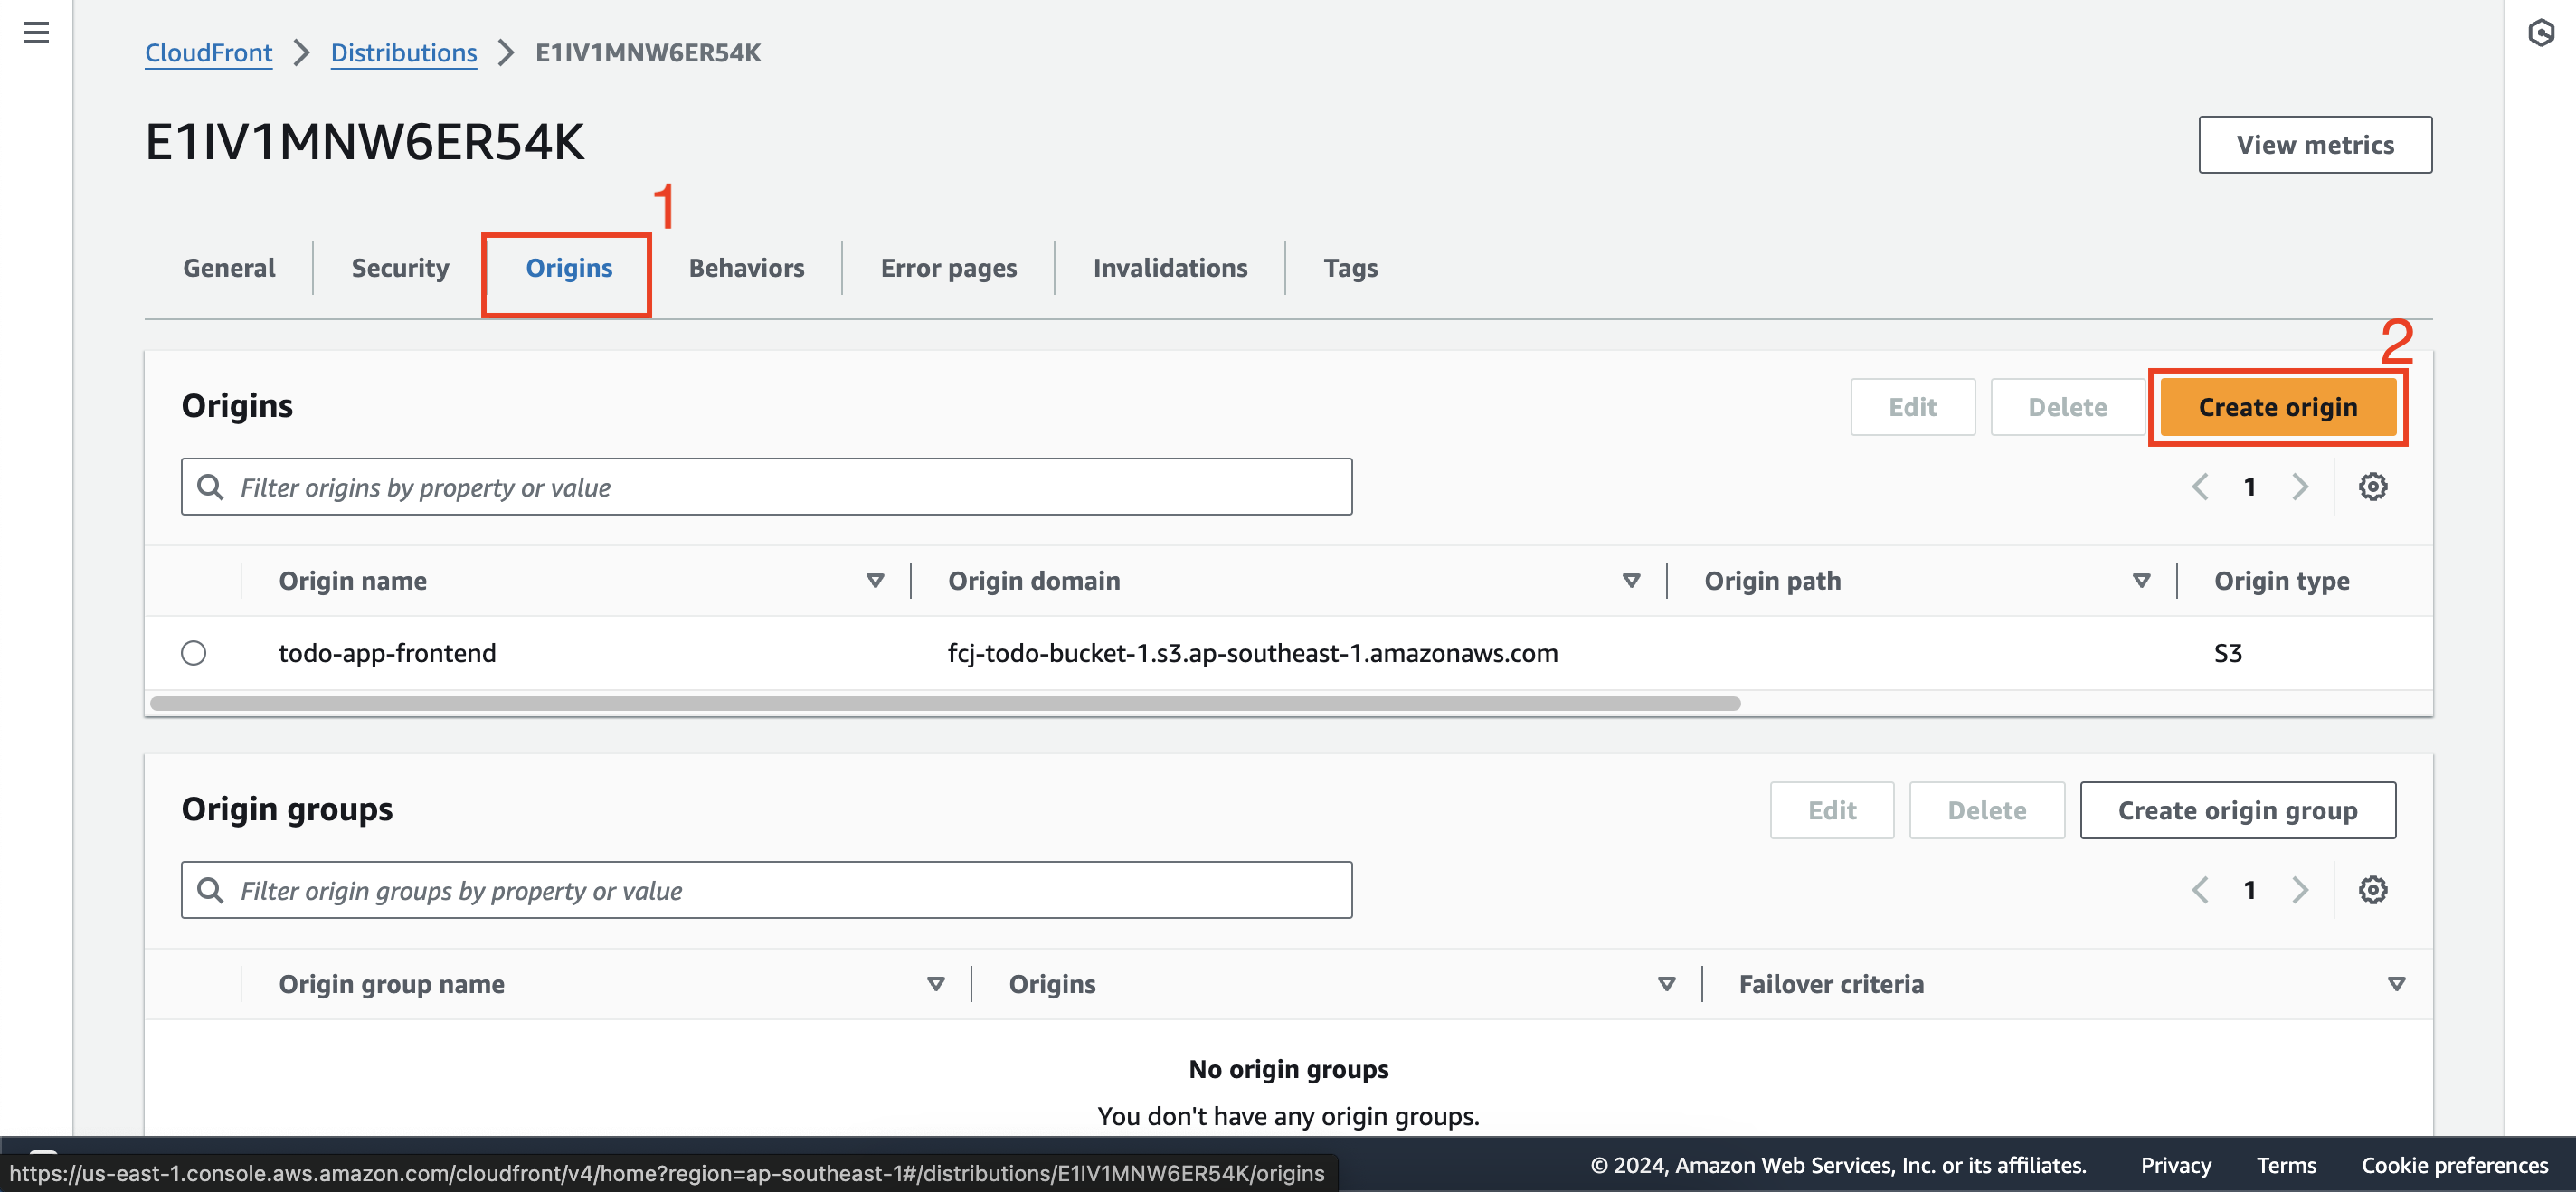 CloudFront > Distributions > E1IV1MNW6ER54K
E1IV1MNW6ER54K
View metrics
1
General
Security
Origins
Behaviors
Error pages
Invalidations
Tags
2
Origins
Edit
Delete
Create origin
Filter origins by property or value
1
Origin name
Origin domain
Origin path
Origin type
todo-app-frontend
fcj-todo-bucket-1.s3.ap-southeast-1.amazonaws.com
S3
Origin groups
Edit
Delete
Create origin group
Filter origin groups by property or value
1
Origin group name
Origins
Failover criteria
No origin groups
You don't have any origin groups.
https://us-east-1.console.aws.amazon.com/cloudfront/v4/home?region=ap-southeast-1#/distributions/E1IV1MNW6ER54K/origins
© 2024, Amazon Web Services, Inc. or its affiliates.
Privacy
Terms
Cookie preferences